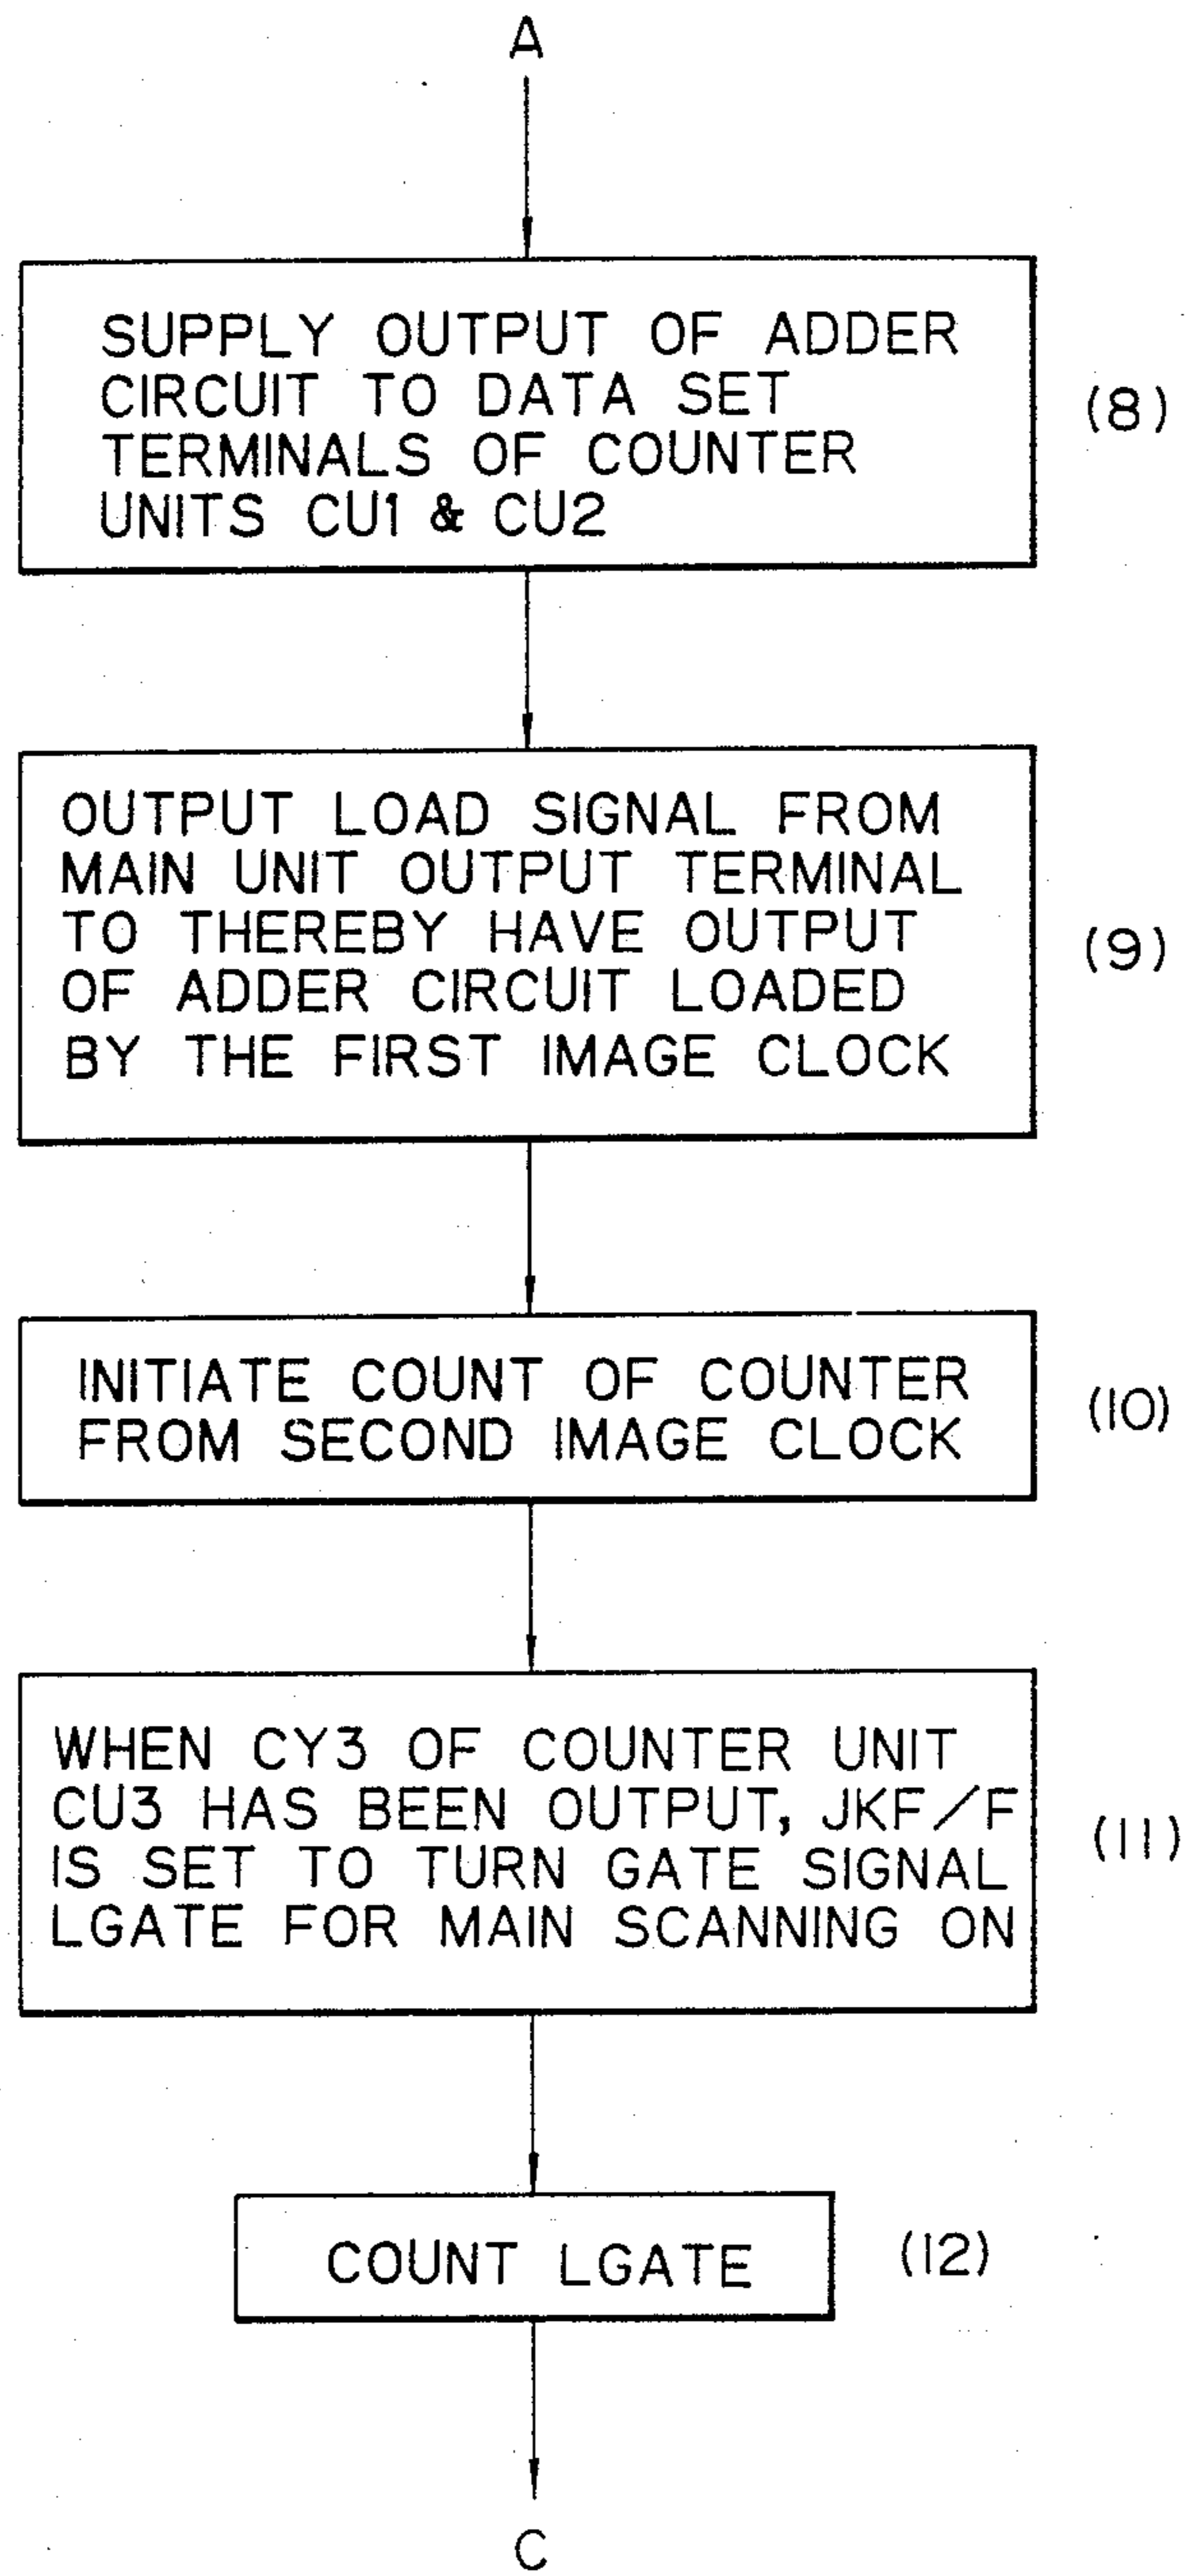 A
SUPPLY OUTPUT OF ADDER
CIRCUIT TO DATA SET
TERMINALS OF COUNTER
UNITS CU1 & CU2
(8)
OUTPUT LOAD SIGNAL FROM
MAIN UNIT OUTPUT TERMINAL
TO THEREBY HAVE OUTPUT
OF ADDER CIRCUIT LOADED
BY THE FIRST IMAGE CLOCK
(9)
INITIATE COUNT OF COUNTER
FROM SECOND IMAGE CLOCK
(10)
WHEN CY3 OF COUNTER UNIT
CU3 HAS BEEN OUTPUT, JKF/F
IS SET TO TURN GATE SIGNAL
LGATE FOR MAIN SCANNING ON
(11)
COUNT LGATE
(12)
C